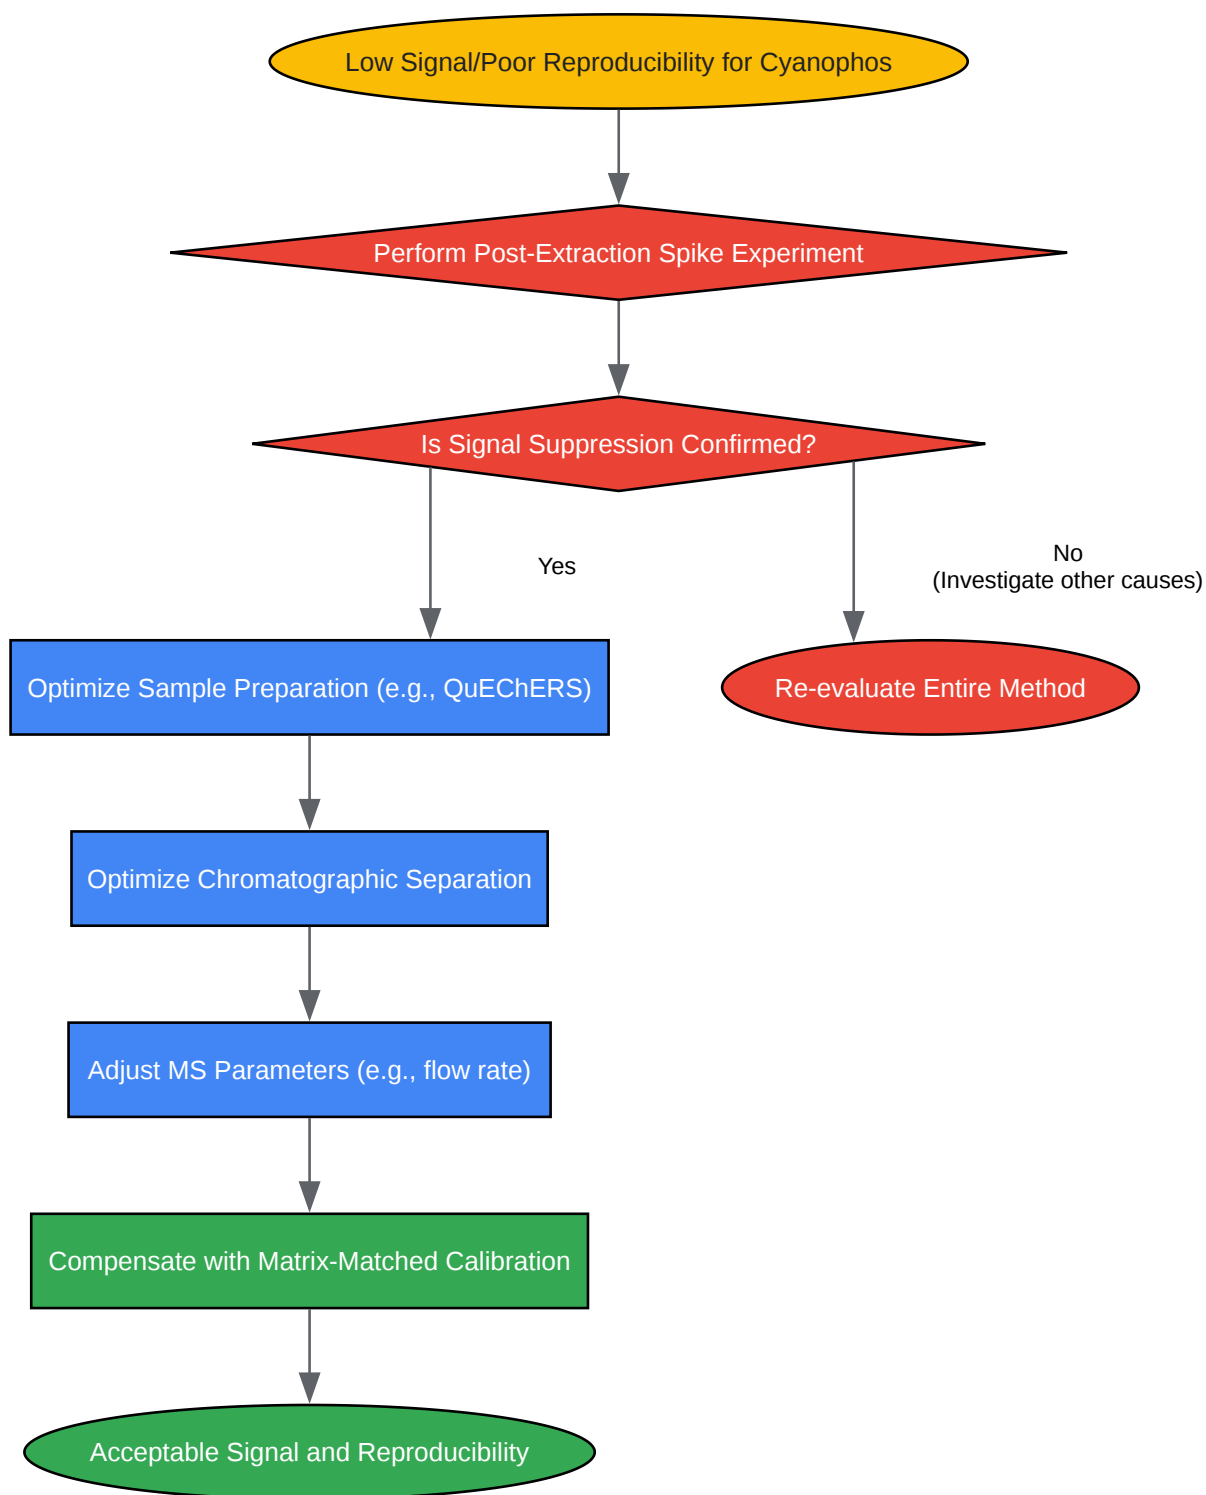 Low Signal/Poor Reproducibility for Cyanophos
Perform Post-Extraction Spike Experiment
Is Signal Suppression Confirmed?
Yes
No
(Investigate other causes)
Optimize Sample Preparation (e.g., QuEChERS)
Re-evaluate Entire Method
Optimize Chromatographic Separation
Adjust MS Parameters (e.g., flow rate)
Compensate with Matrix-Matched Calibration
Acceptable Signal and Reproducibility